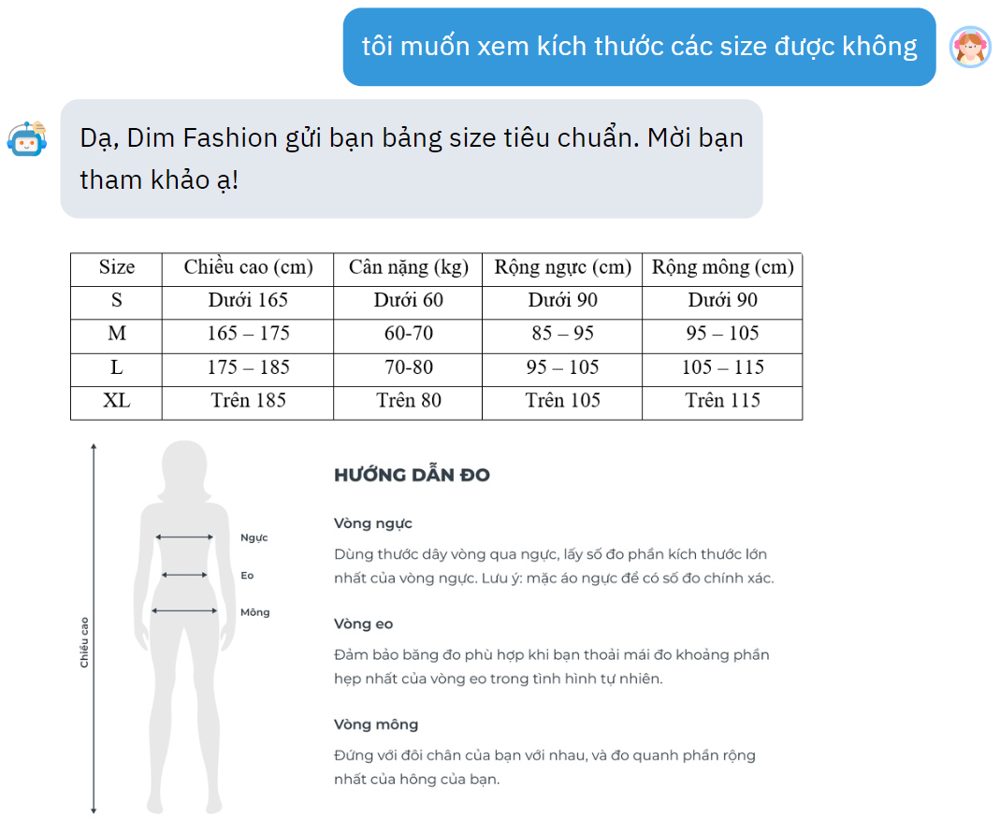 tôi muốn xem kích thước các size được không
Dạ, Dim Fashion gửi bạn bảng size tiêu chuẩn. Mời bạn
tham khảo ạ!
Size Chiều cao (cm) Cân nặng (kg) Rộng ngực (cm) Rộng mông (cm)
S Dưới 165 Dưới 60 Dưới 90 Dưới 90
M 165 – 175 60-70 85 – 95 95 – 105
L 175 – 185 70-80 95 – 105 105 – 115
XL Trên 185 Trên 80 Trên 105 Trên 115
Chiều cao
Ngực
Eo
Mông
HƯỚNG DẪN ĐO
Vòng ngực
Dùng thước dây vòng qua ngực, lấy số đo phần kích thước lớn
nhất của vòng ngực. Lưu ý: mặc áo ngực để có số đo chính xác.
Vòng eo
Đảm bảo băng đo phù hợp khi bạn thoải mái đo khoảng phần
hẹp nhất của vòng eo trong tình hình tự nhiên.
Vòng mông
Đứng với đôi chân của bạn với nhau, và đo quanh phần rộng
nhất của hông của bạn.